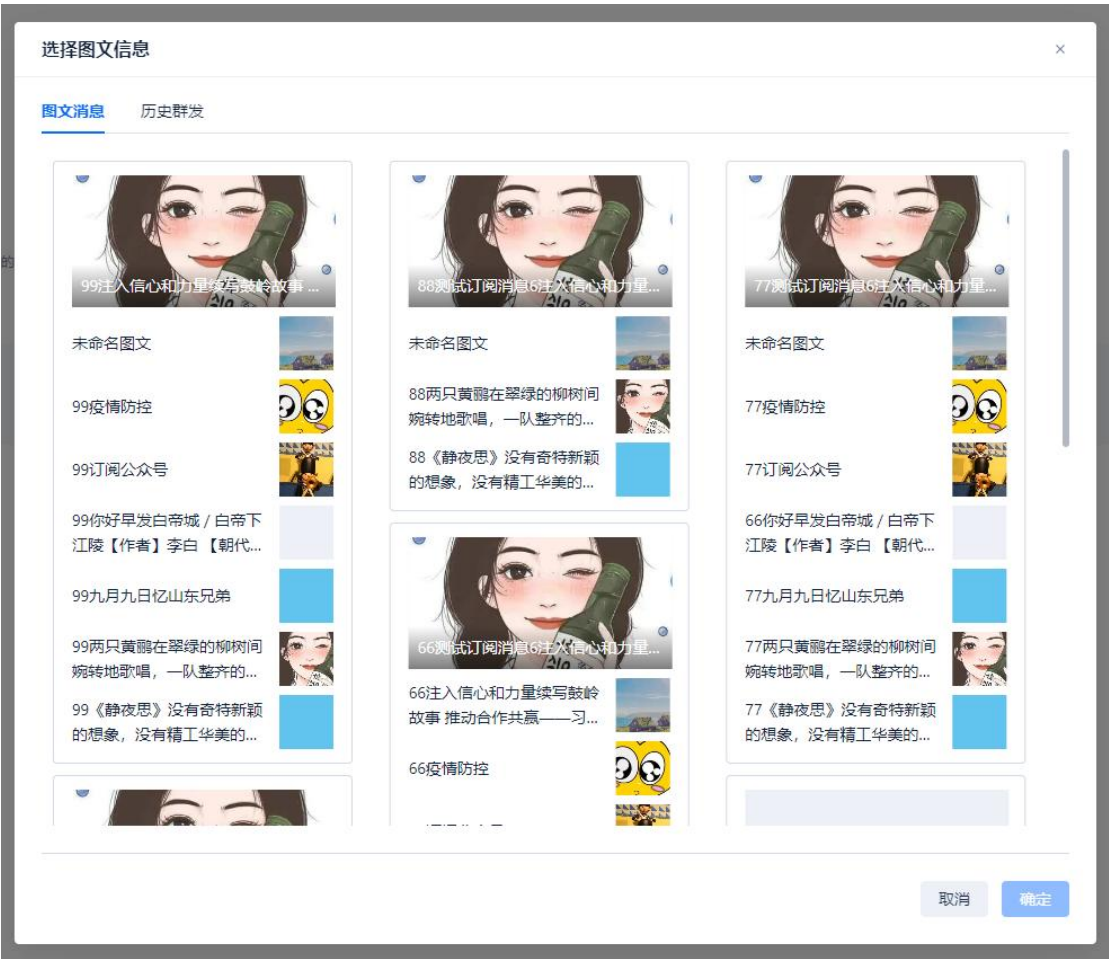 选择图文信息
图文消息
历史群发
的
99注入信心和力量续写鼓岭故事 ...
未命名图文
99疫情防控
99订阅公众号
99你好早发白帝城 / 白帝下
江陵【作者】李白 【朝代...
99九月九日忆山东兄弟
99两只黄鹂在翠绿的柳树间
婉转地歌唱，一队整齐的...
99《静夜思》没有奇特新颖
的想象，没有精工华美的...
88测试订阅消息6注入信心和力量...
未命名图文
88两只黄鹂在翠绿的柳树间
婉转地歌唱，一队整齐的...
88《静夜思》没有奇特新颖
的想象，没有精工华美的...
66测试订阅消息6注入信心和力量...
66注入信心和力量续写鼓岭
故事 推动合作共赢——习...
66疫情防控
77测试订阅消息6注入信心和力量...
未命名图文
77疫情防控
77订阅公众号
66你好早发白帝城 / 白帝下
江陵【作者】李白 【朝代...
77九月九日忆山东兄弟
77两只黄鹂在翠绿的柳树间
婉转地歌唱，一队整齐的...
77《静夜思》没有奇特新颖
的想象，没有精工华美的...
取消
确定